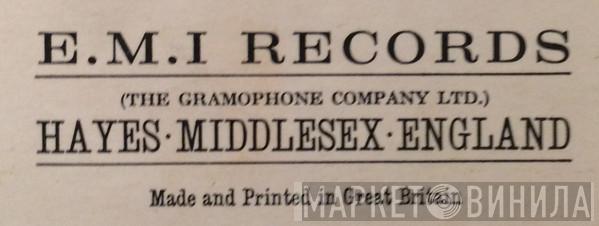 E.M.I RECORDS
(THE GRAMOPHONE COMPANY LTD.)
HAYES · MIDDLESEX · ENGLAND
Made and Printed in Great Britain
МАРКЕТ ВИНИЛА